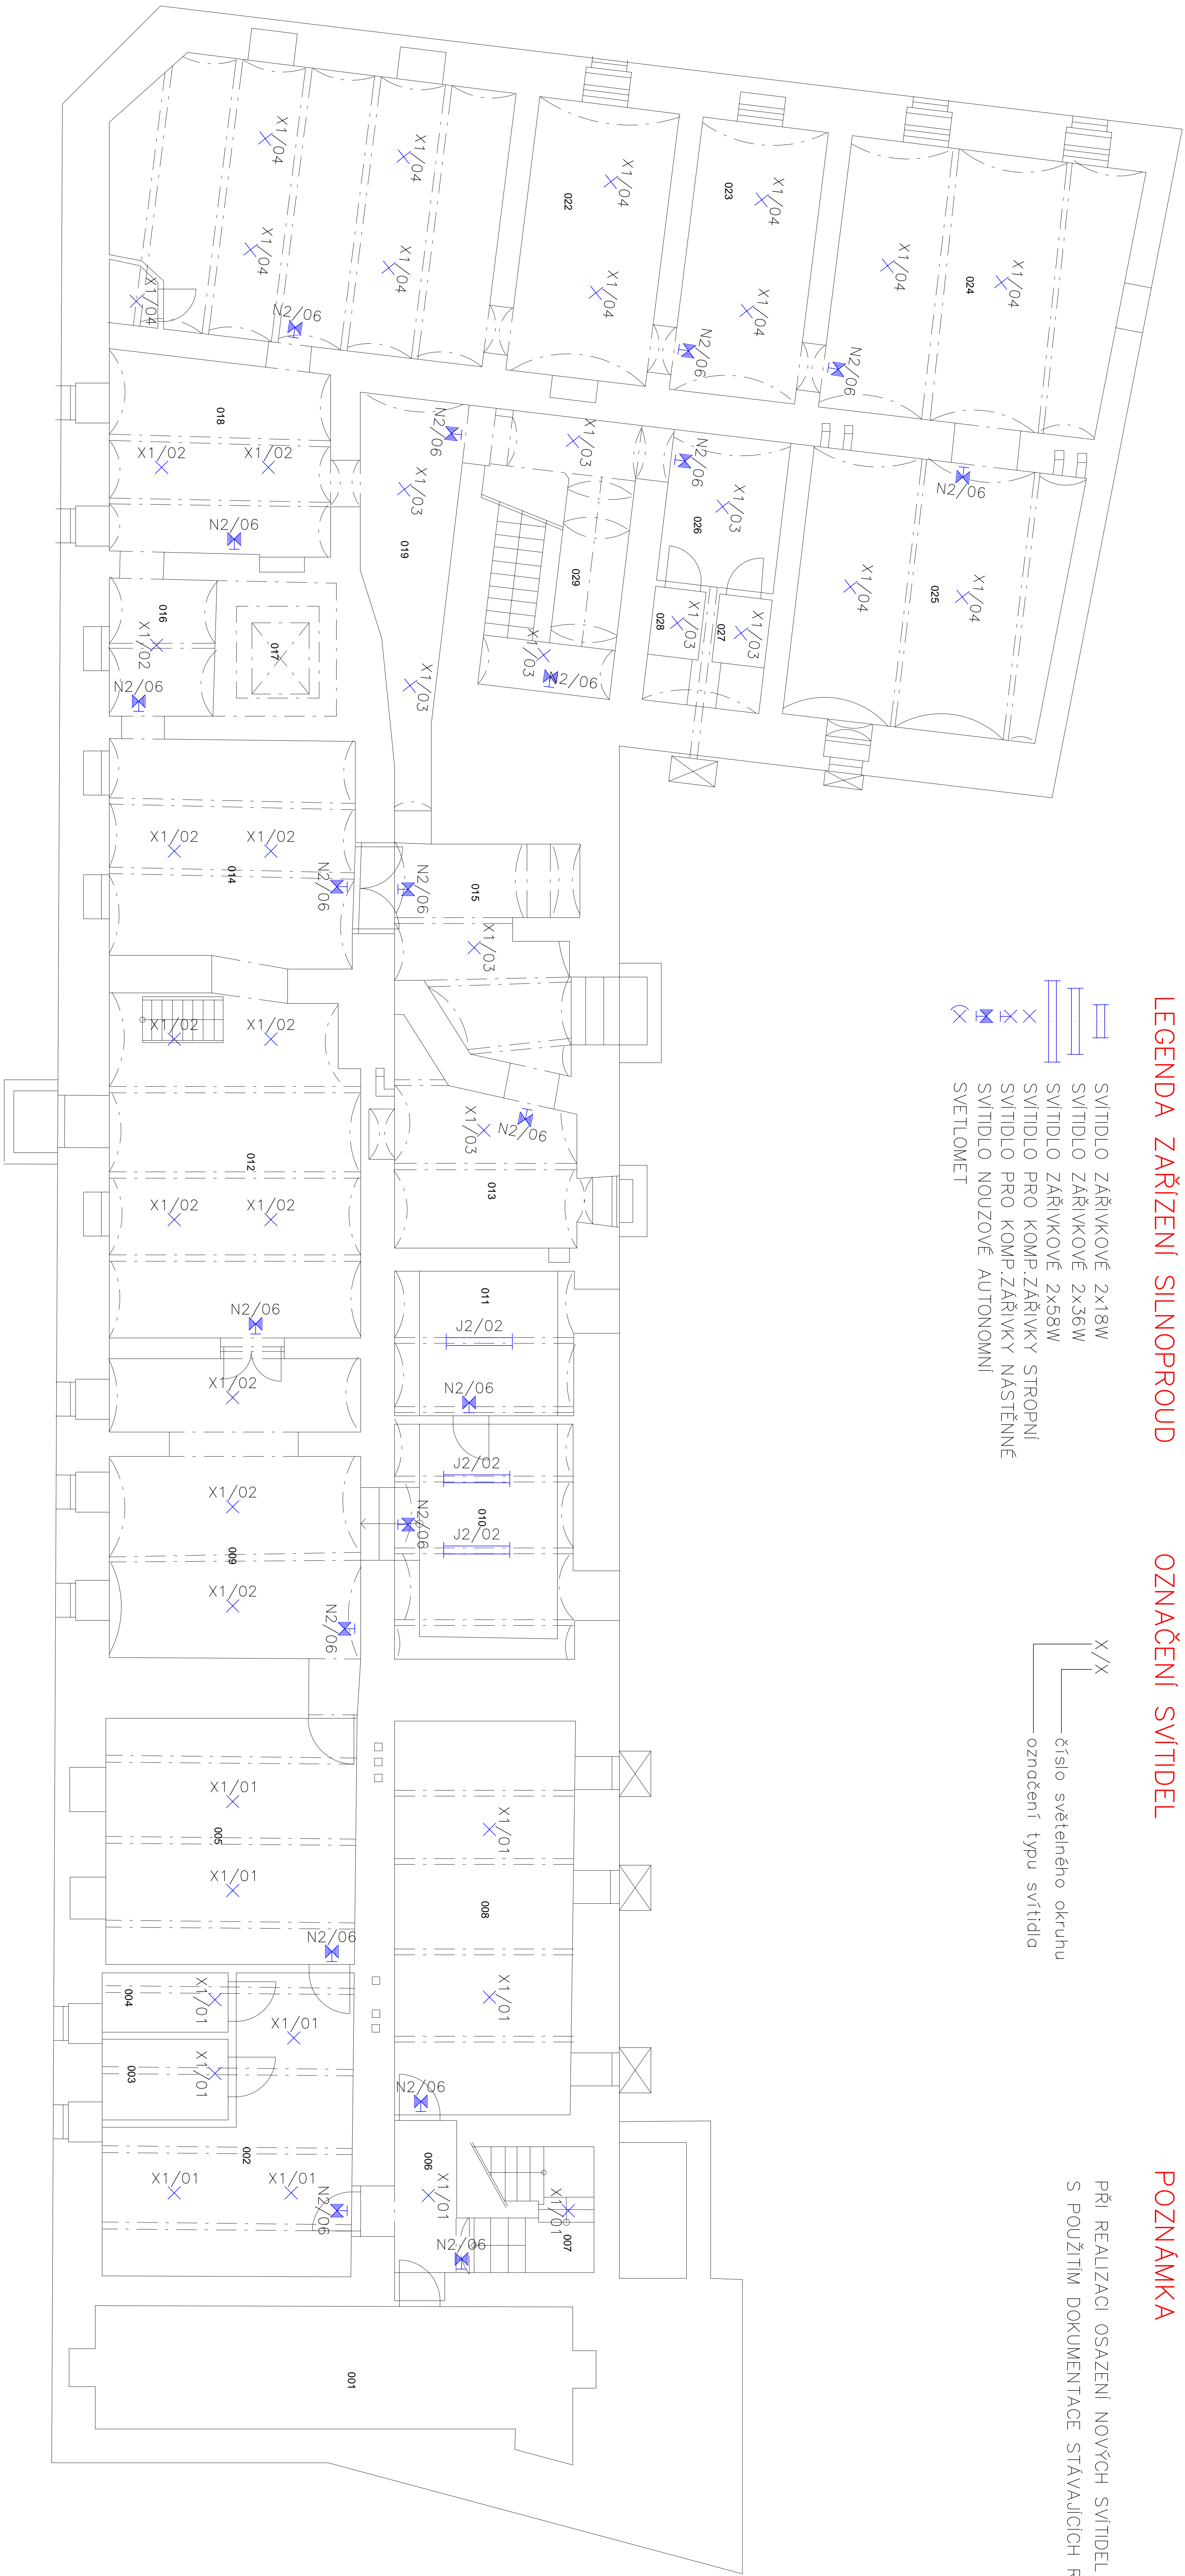 LEGENDA ZAŘÍZENÍ SILNOPROUD
SVÍTIDLO ZÁŘIVKOVÉ 2x18W
SVÍTIDLO ZÁŘIVKOVÉ 2x36W
SVÍTIDLO ZÁŘIVKOVÉ 2x58W
SVÍTIDLO PRO KOMP.ZÁŘIVKY STROPNÍ
SVÍTIDLO PRO KOMP.ZÁŘIVKY NÁSTĚNNÉ
SVÍTIDLO NOUZOVÉ AUTONOMNÍ
SVETLOMET
OZNAČENÍ SVÍTIDEL
X/X
číslo světelného okruhu
označení typu svítidla
POZNÁMKA
PŘI REALIZACI OSAZENÍ NOVÝCH SVÍTIDEL
S POUŽITÍM DOKUMENTACE STÁVAJÍCÍCH
X1/04
X1/04
X1/04
X1/04
X1/04
N2/06
022
X1/04
X1/04
023
X1/04
X1/04
N2/06
024
X1/04
X1/04
N2/06
018
X1/02
X1/02
N2/06
019
N2/06
X1/03
X1/03
X1/03
029
X1/03
N2/06
026
N2/06
X1/03
027
X1/03
028
X1/03
025
N2/06
X1/04
X1/04
016
X1/02
N2/06
017
014
X1/02
X1/02
N2/06
015
N2/06
X1/03
012
X1/02
X1/02
X1/02
X1/02
N2/06
X1/02
013
X1/03
N2/06
011
J2/02
N2/06
010
J2/02
J2/02
N2/06
009
X1/02
X1/02
N2/06
005
X1/01
X1/01
N2/06
008
X1/01
X1/01
N2/06
004
X1/01
003
X1/01
002
X1/01
X1/01
X1/01
N2/06
006
X1/01
N2/06
007
X1/01
001